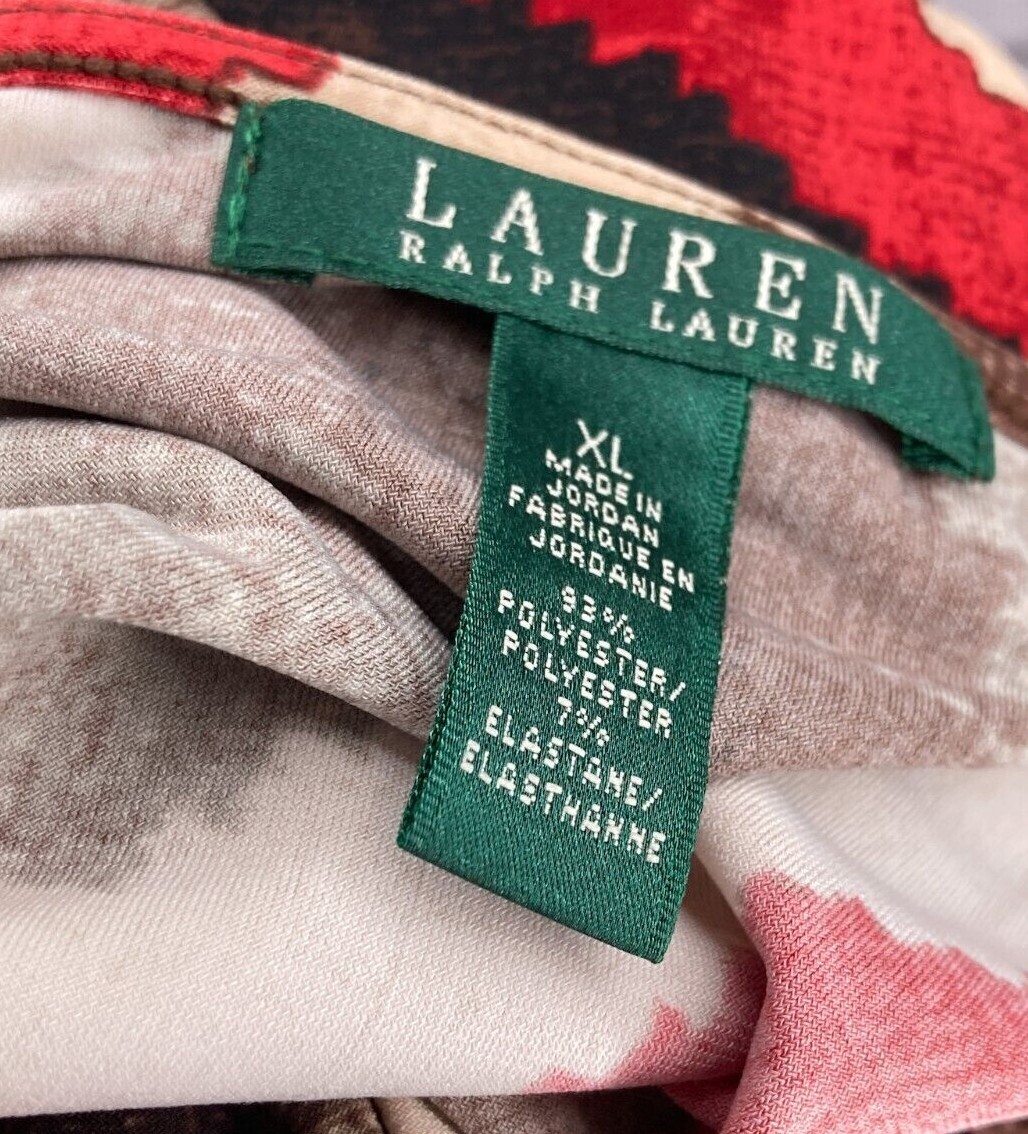 LAUREN
RALPH LAUREN
XL
MADE IN
JORDAN
FABRIQUE EN
JORDANIE
93%
POLYESTER/
POLYESTER
7%
ELASTANE/
ELASTHANNE